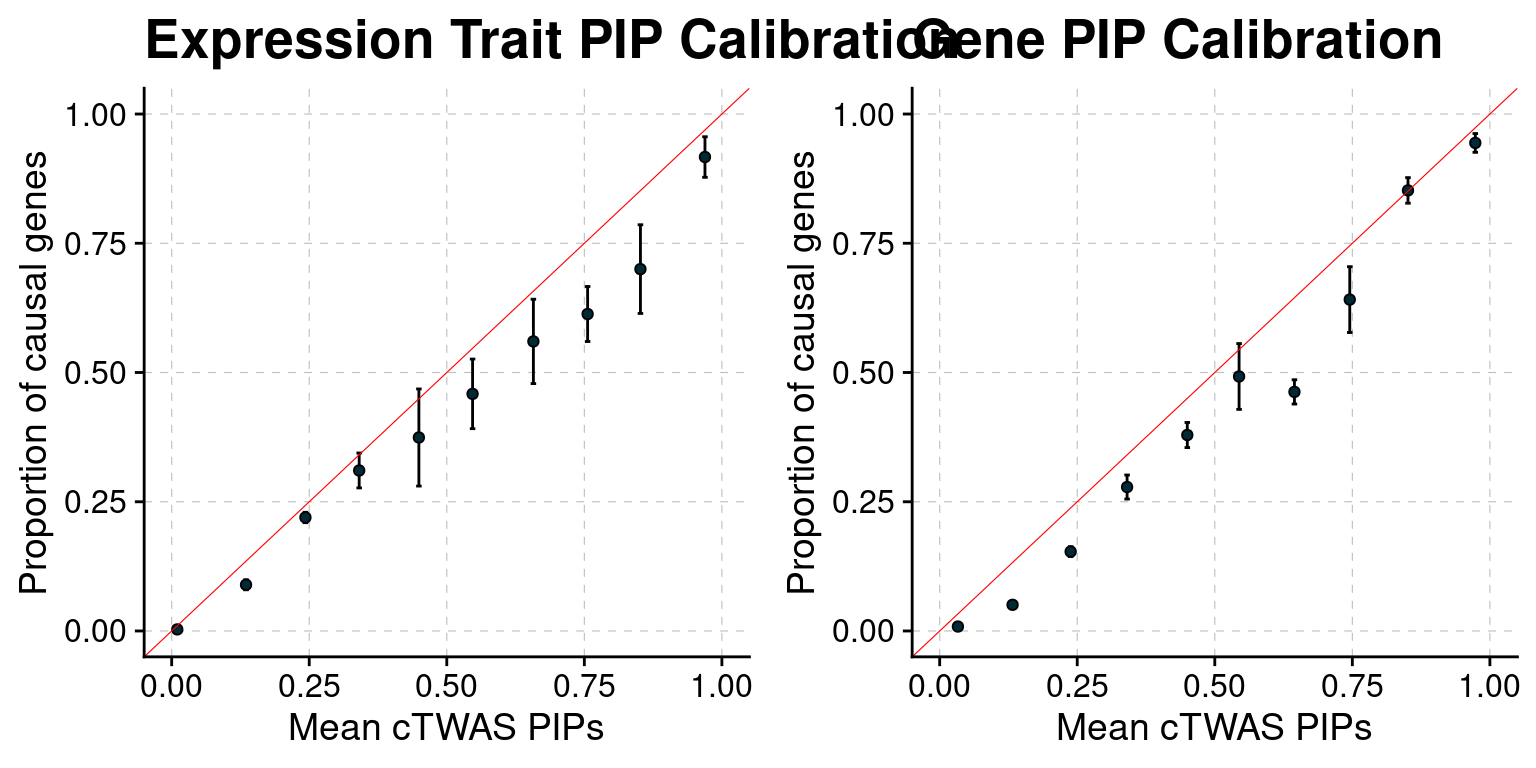 Expression Trait PIP Calibration
Gene PIP Calibration
Proportion of causal genes
1.00
0.75
0.50
0.25
0.00
0.00 0.25 0.50 0.75 1.00
Mean cTWAS PIPs
Proportion of causal genes
1.00
0.75
0.50
0.25
0.00
0.00 0.25 0.50 0.75 1.00
Mean cTWAS PIPs